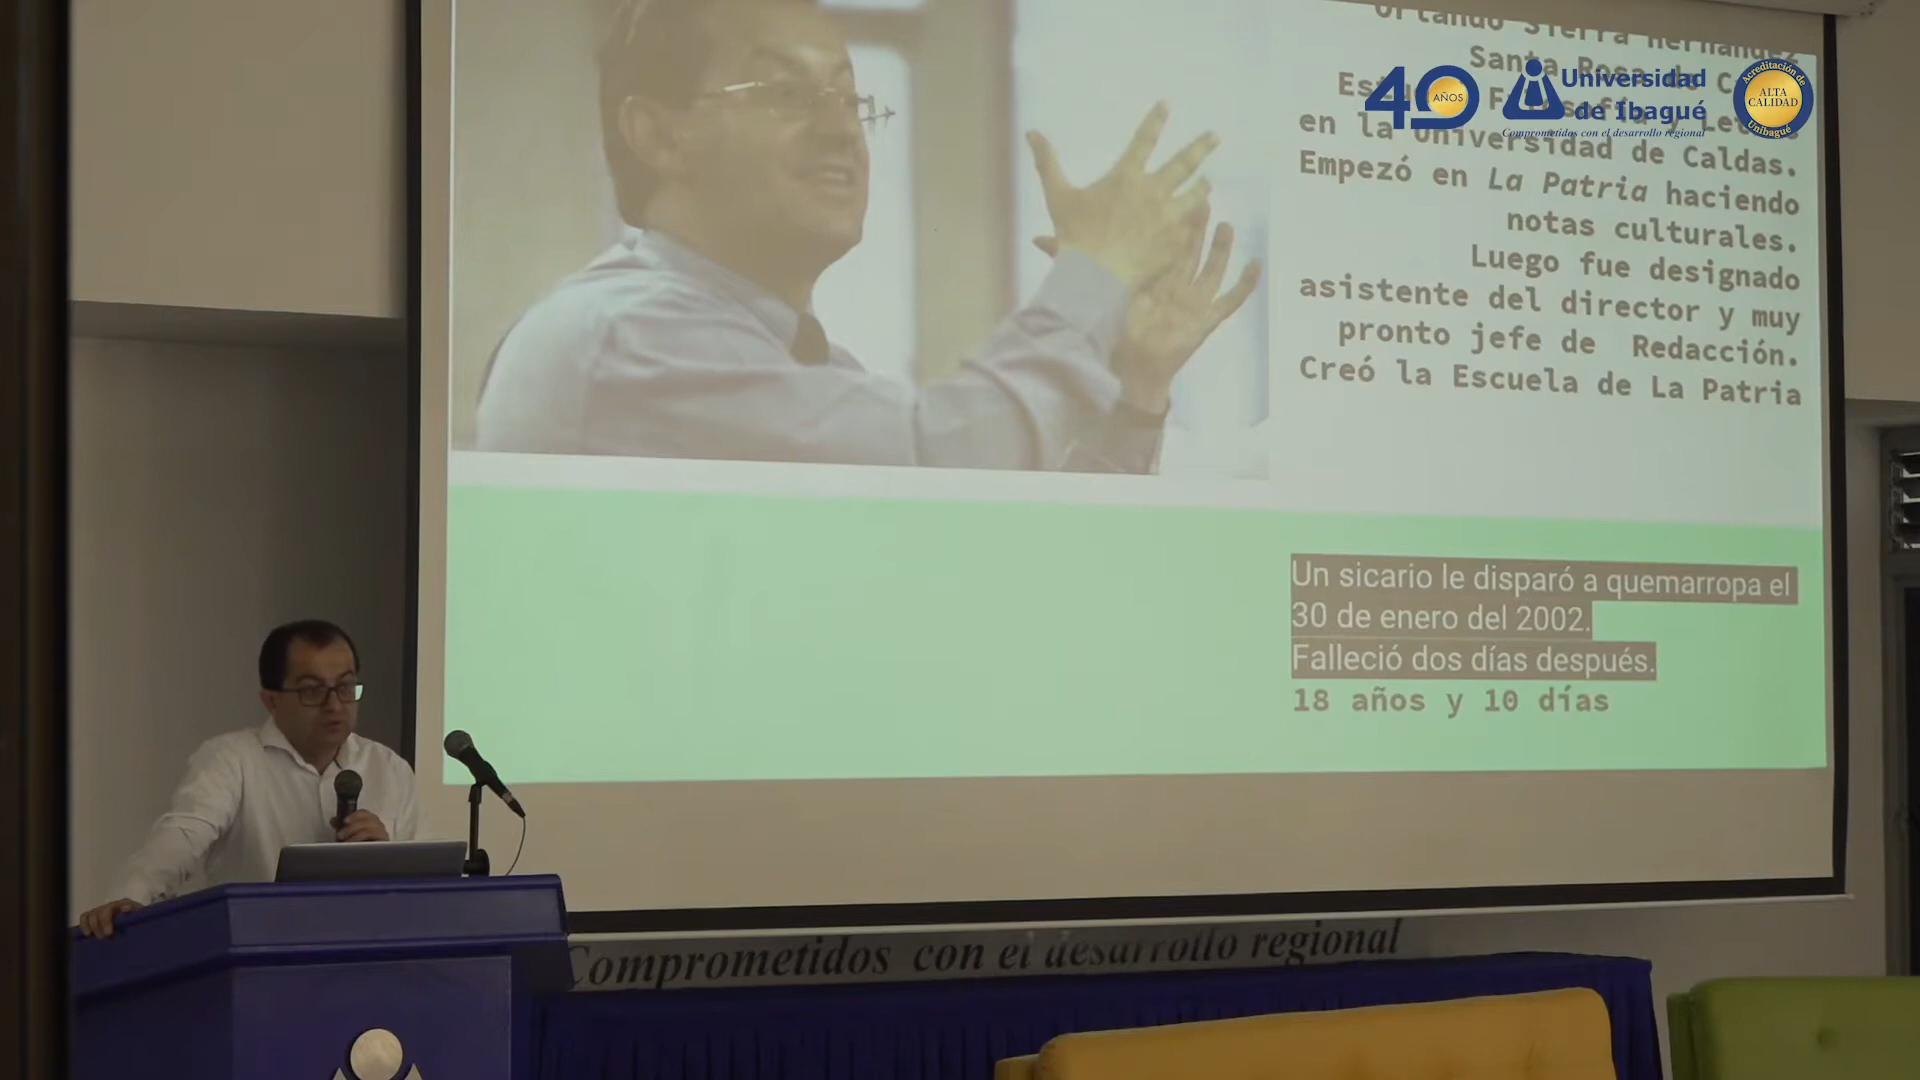 Orlando Sierra Hernández
Santa Rosa de
en la Universidad de Caldas.
Empezó en La Patria haciendo
notas culturales.
Luego fue designado
asistente del director y muy
pronto jefe de Redacción.
Creó la Escuela de La Patria
40 AÑOS
Universidad
de Ibagué
Comprometidos con el desarrollo regional
Acreditación de
ALTA
CALIDAD
Unibagué
Un sicario le disparó a quemarropa el
30 de enero del 2002.
Falleció dos días después.
18 años y 10 días
Comprometidos con el desarrollo regional